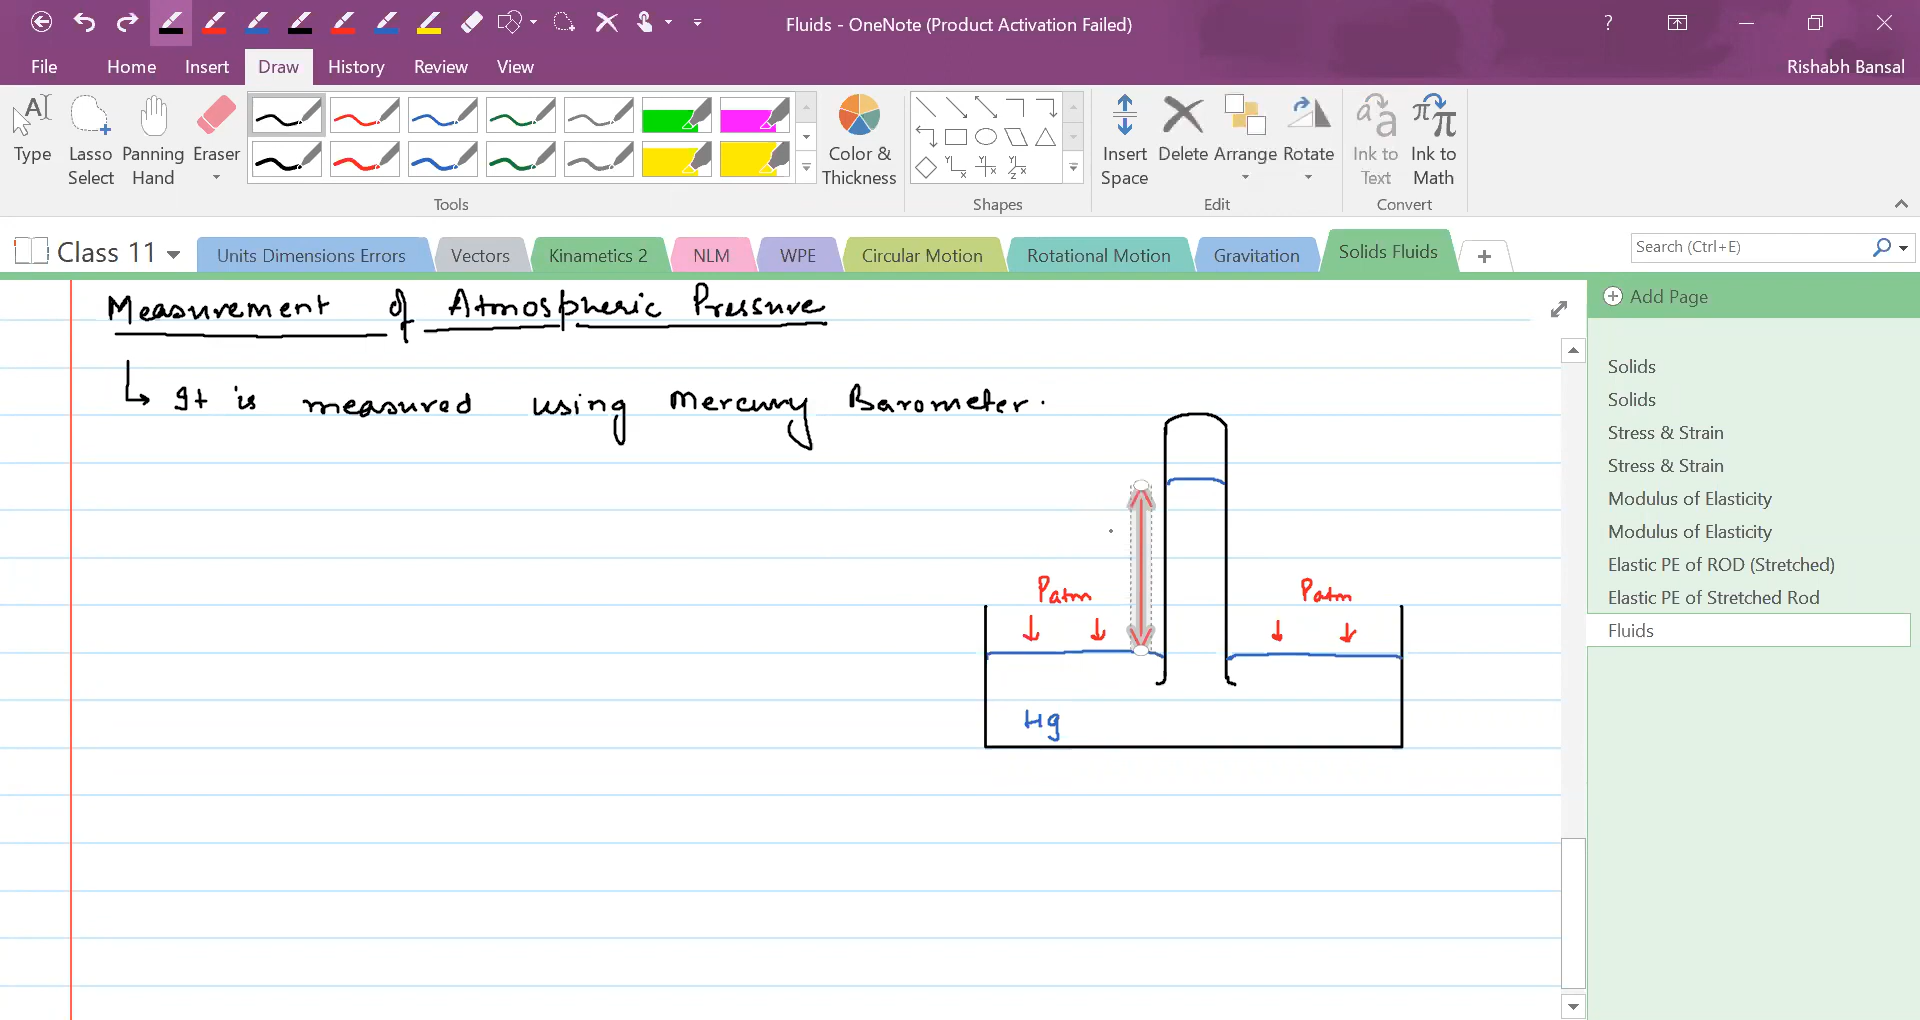 Fluids - OneNote (Product Activation Failed)
?
File Home Insert Draw History Review View
Rishabh Bansal
Type
Lasso Select
Panning Hand
Eraser
Color & Thickness
Insert Space
Delete
Arrange
Rotate
Ink to Text
Ink to Math
Tools
Shapes
Edit
Convert
Class 11
Units Dimensions Errors
Vectors
Kinametics 2
NLM
WPE
Circular Motion
Rotational Motion
Gravitation
Solids Fluids
Search (Ctrl+E)
Measurement of Atmospheric Pressure
It is measured using Mercury Barometer.
Patm
Patm
Hg
Add Page
Solids
Solids
Stress & Strain
Stress & Strain
Modulus of Elasticity
Modulus of Elasticity
Elastic PE of ROD (Stretched)
Elastic PE of Stretched Rod
Fluids